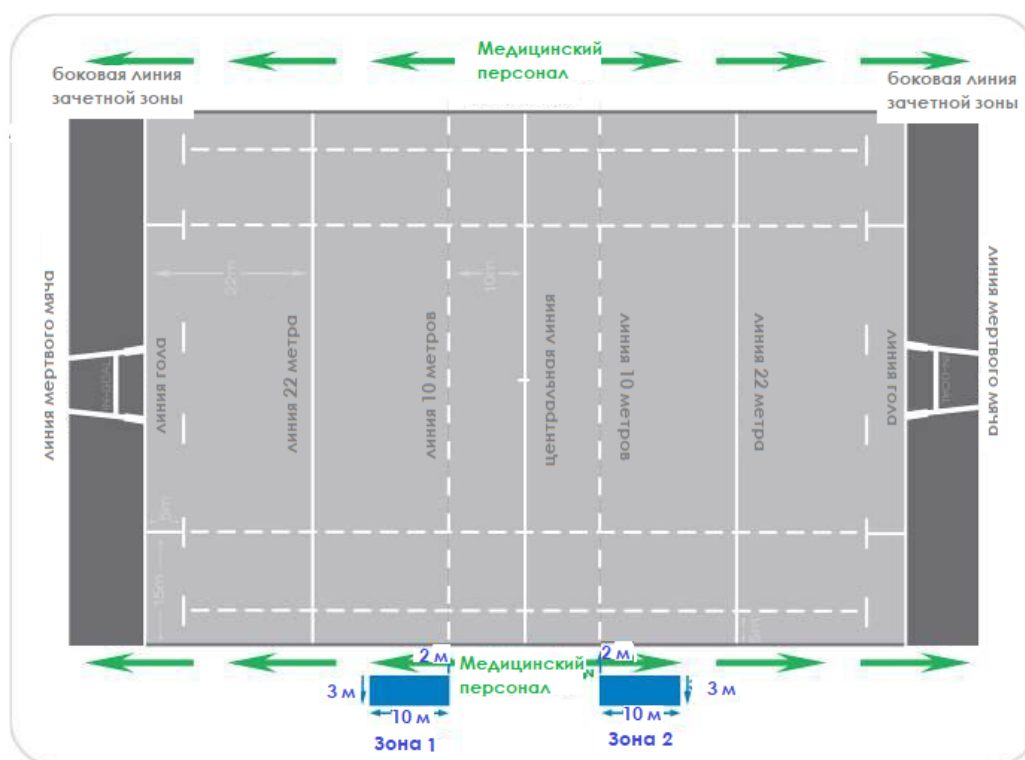 Медицинский
персонал
боковая линия
зачетной зоны
боковая линия
зачетной зоны
22m
10m
линия мертвого мяча
линия гола
линия 22 метра
линия 10 метров
центральная линия
линия 10 метров
линия 22 метра
линия гола
линия мертвого мяча
5m
15m
5m
2 м
Медицинский
персонал
2 м
3 м
10 м
10 м
3 м
Зона 1
Зона 2